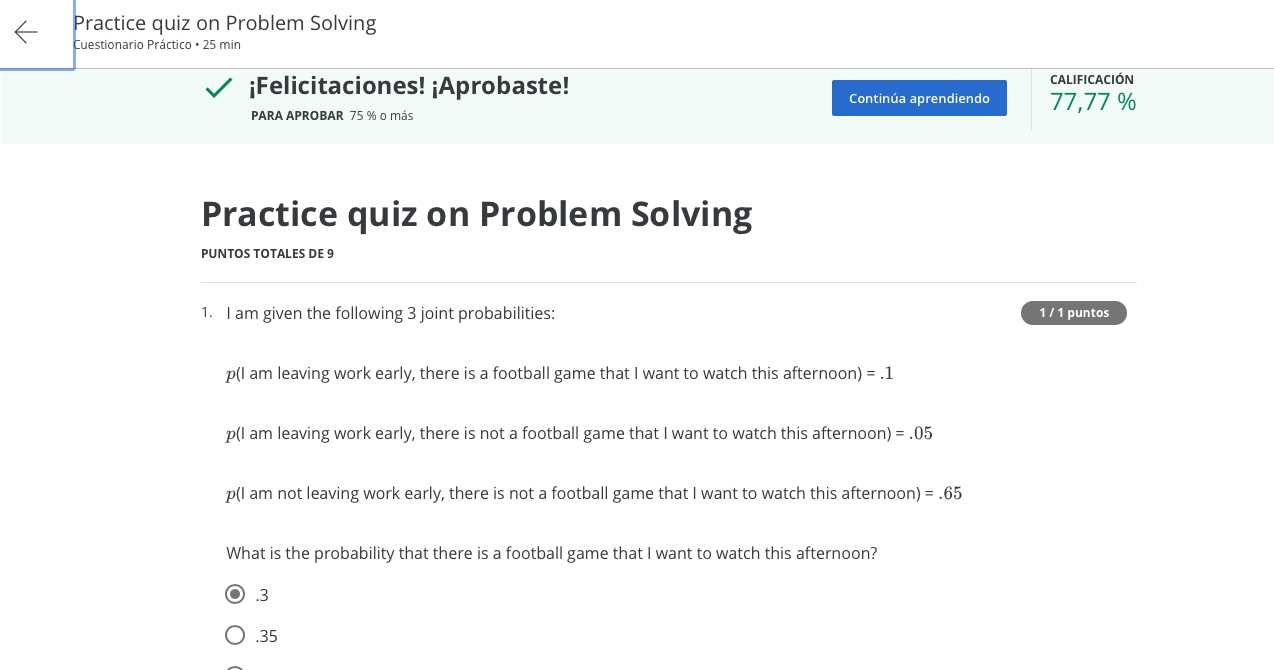 Practice quiz on Problem Solving
Cuestionario Práctico • 25 min
¡Felicitaciones! ¡Aprobaste!
PARA APROBAR 75 % o más
Continúa aprendiendo
CALIFICACIÓN
77,77 %
Practice quiz on Problem Solving
PUNTOS TOTALES DE 9
1. I am given the following 3 joint probabilities:
1 / 1 puntos
p(I am leaving work early, there is a football game that I want to watch this afternoon) = .1
p(I am leaving work early, there is not a football game that I want to watch this afternoon) = .05
p(I am not leaving work early, there is not a football game that I want to watch this afternoon) = .65
What is the probability that there is a football game that I want to watch this afternoon?
.3
.35